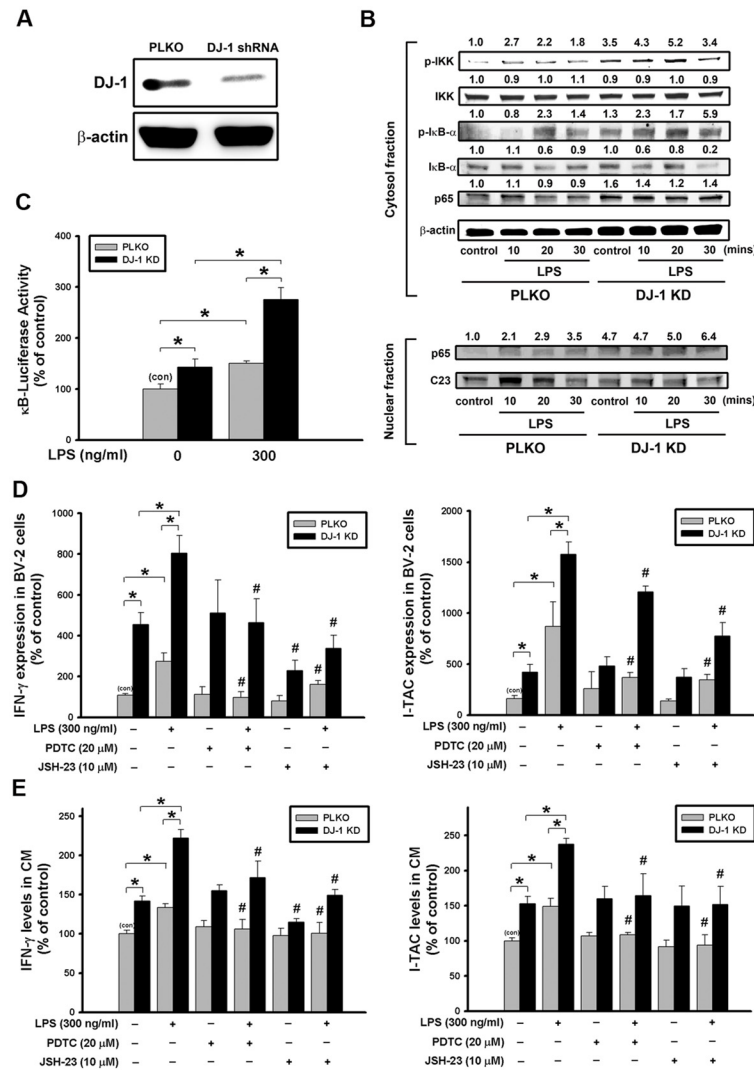 A
PLKO DJ-1 shRNA
DJ-1
β-actin
B
Cytosol fraction
1.0 2.7 2.2 1.8 3.5 4.3 5.2 3.4
p-IKK
1.0 0.9 1.0 1.1 0.9 0.9 1.0 0.9
IKK
1.0 0.8 2.3 1.4 1.3 2.3 1.7 5.9
p-IκB-α
1.0 1.1 0.6 0.9 1.0 0.6 0.8 0.2
IκB-α
1.0 1.1 0.9 0.9 1.6 1.4 1.2 1.4
p65
β-actin
control 10 20 30 control 10 20 30 (mins)
LPS LPS
PLKO DJ-1 KD
Nuclear fraction
1.0 2.1 2.9 3.5 4.7 4.7 5.0 6.4
p65
C23
control 10 20 30 control 10 20 30 (mins)
LPS LPS
PLKO DJ-1 KD
C
κB-Luciferase Activity
(% of control)
400
300
200
100
0
PLKO
DJ-1 KD
*
*
*
*
(con)
0 300
LPS (ng/ml)
D
IFN-γ expression in BV-2 cells
(% of control)
1000
800
600
400
200
0
PLKO
DJ-1 KD
*
*
*
*
(con)
# # # #
LPS (300 ng/ml) – + – + – +
PDTC (20 μM) – – + + – –
JSH-23 (10 μM) – – – – + +
I-TAC expression in BV-2 cells
(% of control)
2000
1500
1000
500
0
PLKO
DJ-1 KD
*
*
*
*
(con)
# # # #
LPS (300 ng/ml) – + – + – +
PDTC (20 μM) – – + + – –
JSH-23 (10 μM) – – – – + +
E
IFN-γ levels in CM
(% of control)
250
200
150
100
50
0
PLKO
DJ-1 KD
*
*
*
*
(con)
# # # # #
LPS (300 ng/ml) – + – + – +
PDTC (20 μM) – – + + – –
JSH-23 (10 μM) – – – – + +
I-TAC levels in CM
(% of control)
250
200
150
100
50
0
PLKO
DJ-1 KD
*
*
*
*
(con)
# # # #
LPS (300 ng/ml) – + – + – +
PDTC (20 μM) – – + + – –
JSH-23 (10 μM) – – – – + +